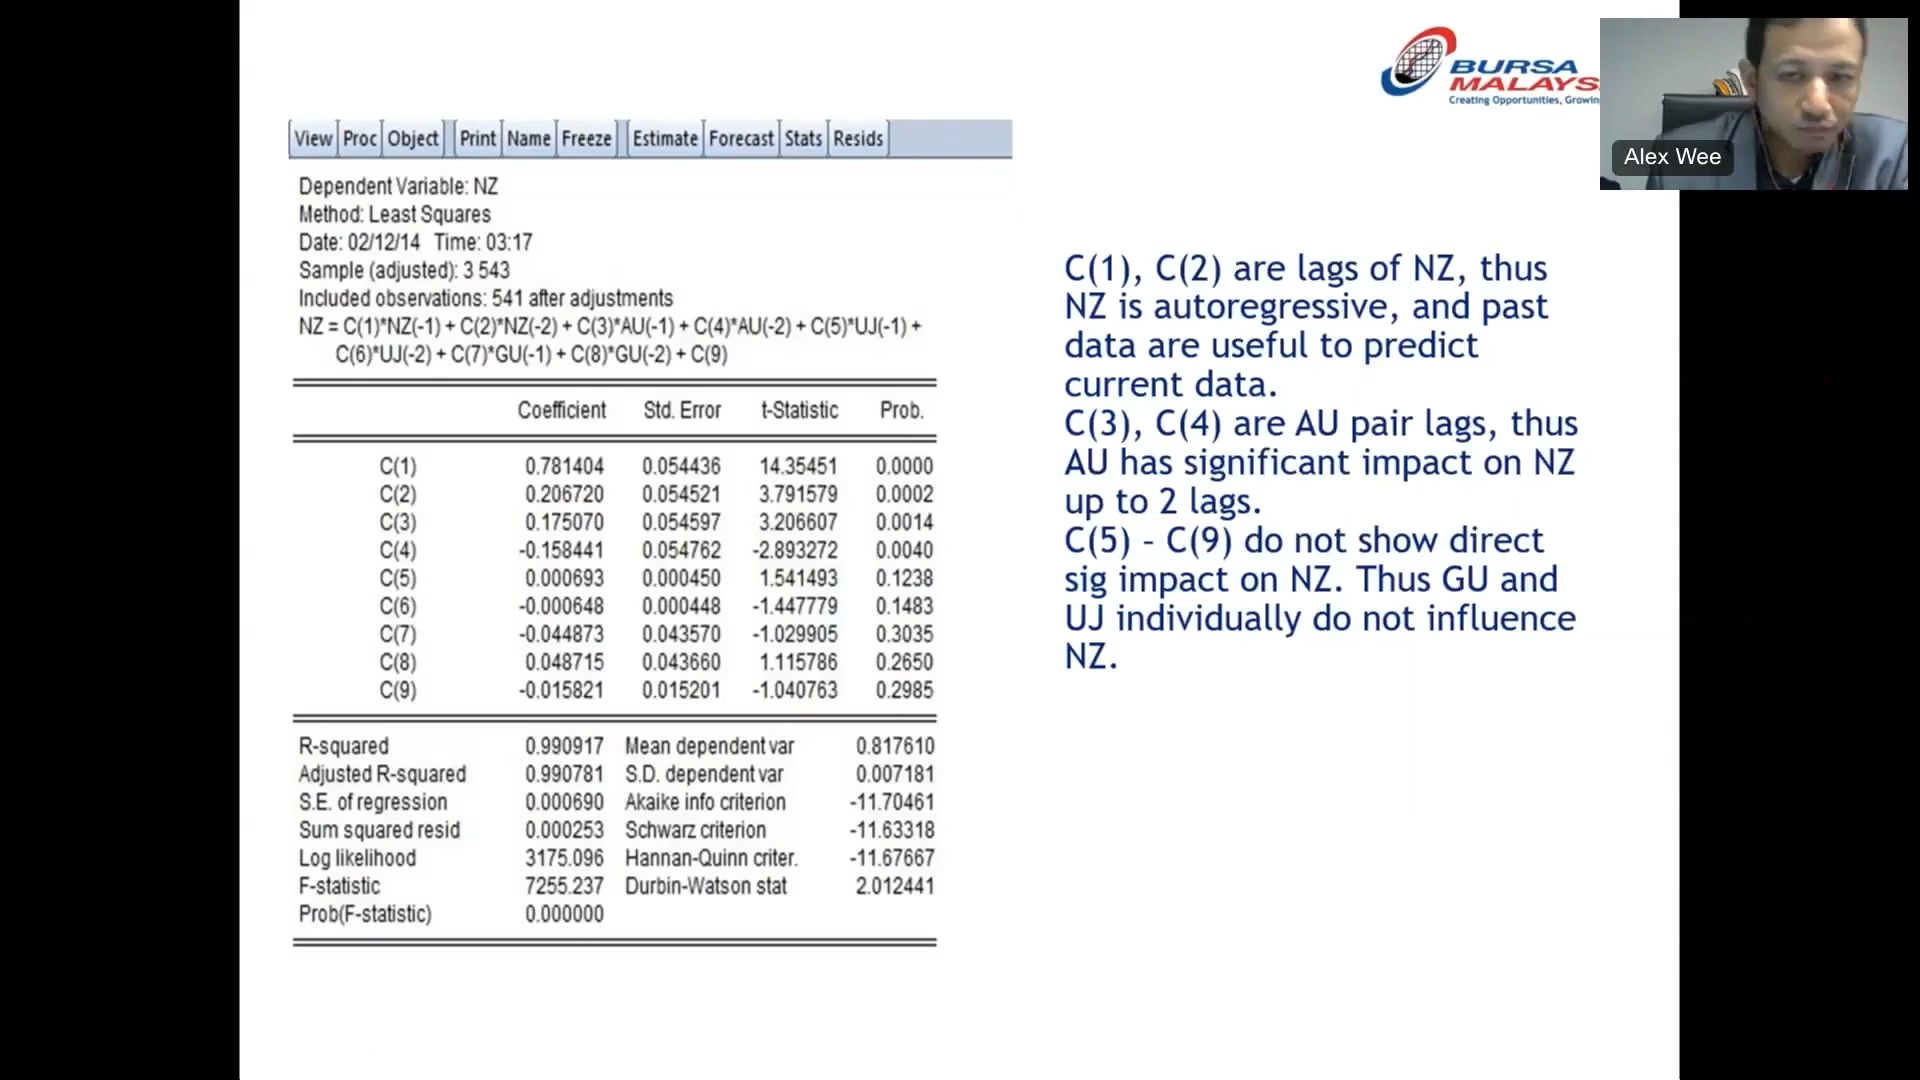 BURSA
MALAYS
Creating Opportunities, Growin
Alex Wee
View Proc Object Print Name Freeze Estimate Forecast Stats Resids
Dependent Variable: NZ
Method: Least Squares
Date: 02/12/14 Time: 03:17
Sample (adjusted): 3 543
Included observations: 541 after adjustments
NZ = C(1)*NZ(-1) + C(2)*NZ(-2) + C(3)*AU(-1) + C(4)*AU(-2) + C(5)*UJ(-1) +
C(6)*UJ(-2) + C(7)*GU(-1) + C(8)*GU(-2) + C(9)
Coefficient Std. Error t-Statistic Prob.
C(1) 0.781404 0.054436 14.35451 0.0000
C(2) 0.206720 0.054521 3.791579 0.0002
C(3) 0.175070 0.054597 3.206607 0.0014
C(4) -0.158441 0.054762 -2.893272 0.0040
C(5) 0.000693 0.000450 1.541493 0.1238
C(6) -0.000648 0.000448 -1.447779 0.1483
C(7) -0.044873 0.043570 -1.029905 0.3035
C(8) 0.048715 0.043660 1.115786 0.2650
C(9) -0.015821 0.015201 -1.040763 0.2985
R-squared 0.990917 Mean dependent var 0.817610
Adjusted R-squared 0.990781 S.D. dependent var 0.007181
S.E. of regression 0.000690 Akaike info criterion -11.70461
Sum squared resid 0.000253 Schwarz criterion -11.63318
Log likelihood 3175.096 Hannan-Quinn criter. -11.67667
F-statistic 7255.237 Durbin-Watson stat 2.012441
Prob(F-statistic) 0.000000
C(1), C(2) are lags of NZ, thus
NZ is autoregressive, and past
data are useful to predict
current data.
C(3), C(4) are AU pair lags, thus
AU has significant impact on NZ
up to 2 lags.
C(5) – C(9) do not show direct
sig impact on NZ. Thus GU and
UJ individually do not influence
NZ.